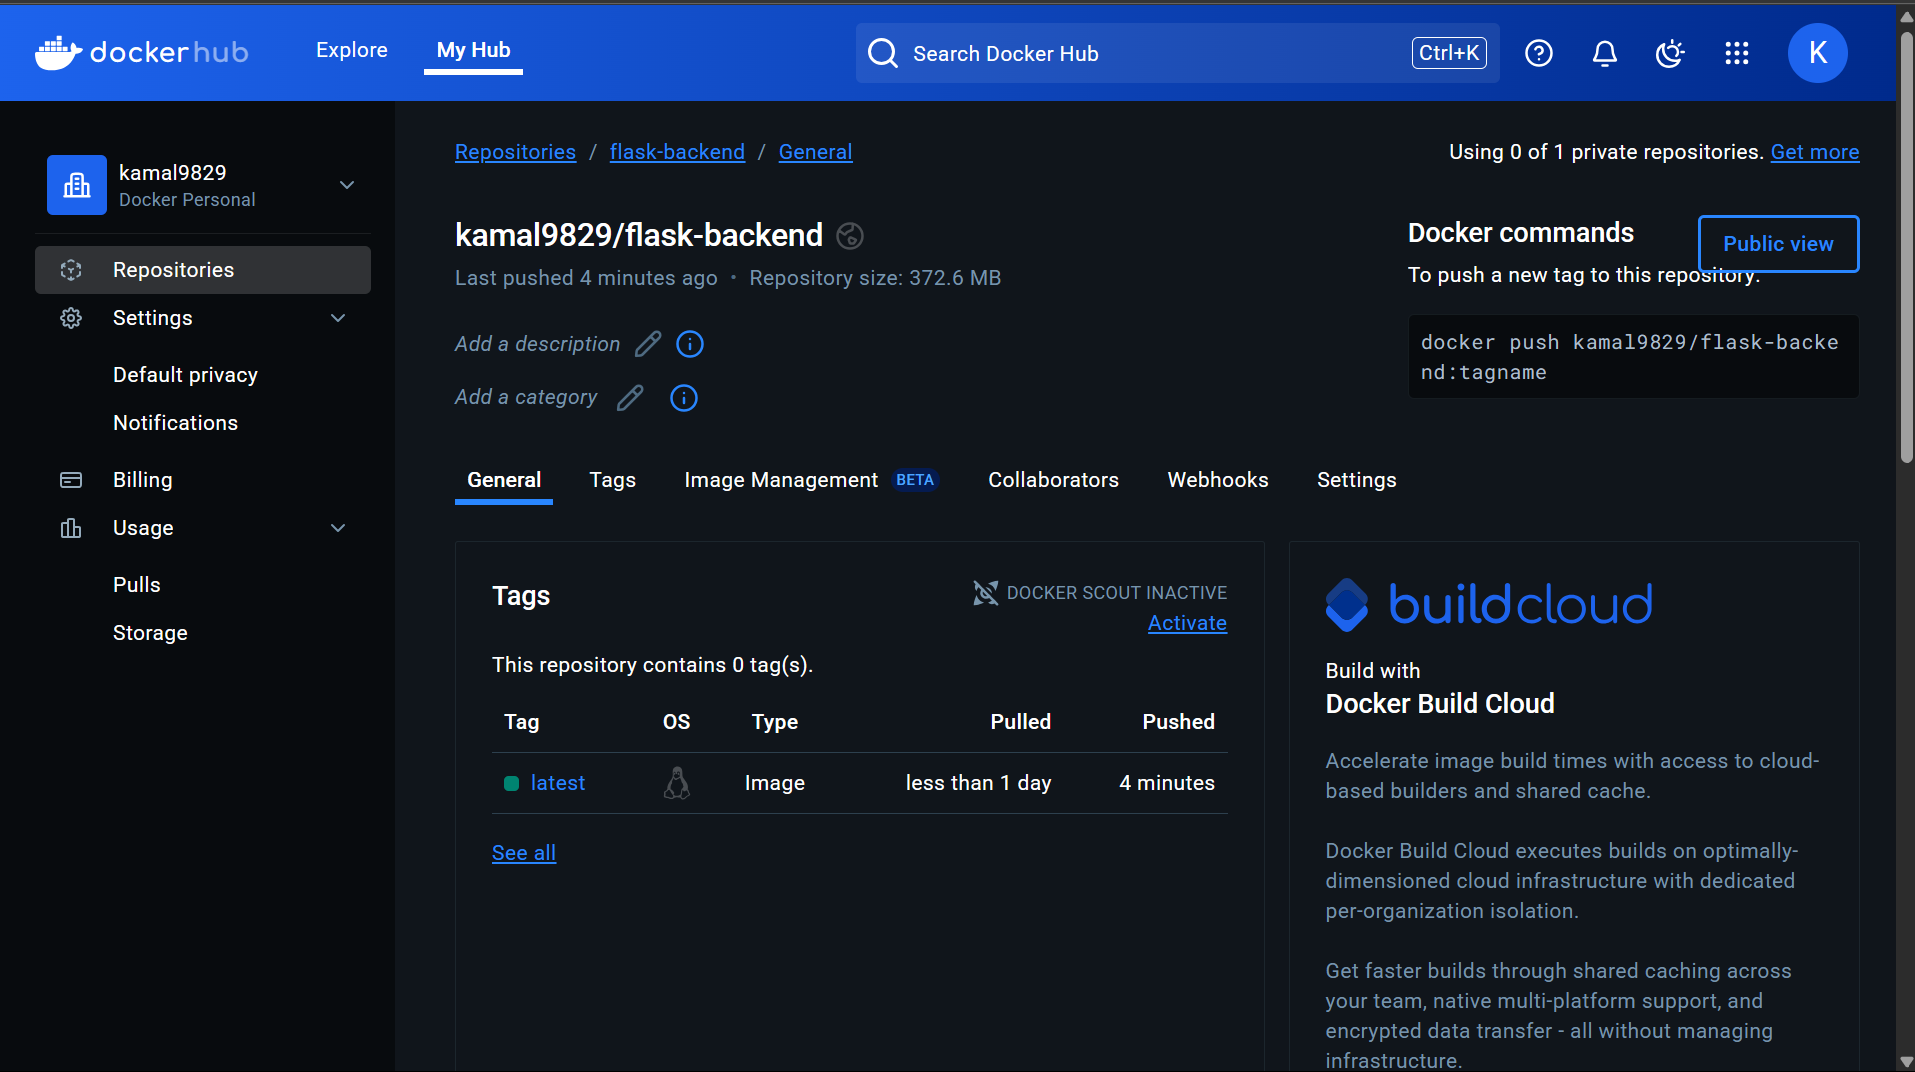 dockerhub
Explore
My Hub
Search Docker Hub
Ctrl+K
K
kamal9829
Docker Personal
Repositories
Settings
Default privacy
Notifications
Billing
Usage
Pulls
Storage
Repositories / flask-backend / General
Using 0 of 1 private repositories. Get more
kamal9829/flask-backend
Last pushed 4 minutes ago • Repository size: 372.6 MB
Add a description
Add a category
Docker commands
Public view
To push a new tag to this repository:
docker push kamal9829/flask-backe
nd:tagname
General
Tags
Image Management BETA
Collaborators
Webhooks
Settings
Tags
DOCKER SCOUT INACTIVE
Activate
This repository contains 0 tag(s).
Tag OS Type Pulled Pushed
latest Image less than 1 day 4 minutes
See all
buildcloud
Build with
Docker Build Cloud
Accelerate image build times with access to cloud-
based builders and shared cache.
Docker Build Cloud executes builds on optimally-
dimensioned cloud infrastructure with dedicated
per-organization isolation.
Get faster builds through shared caching across
your team, native multi-platform support, and
encrypted data transfer - all without managing
infrastructure.